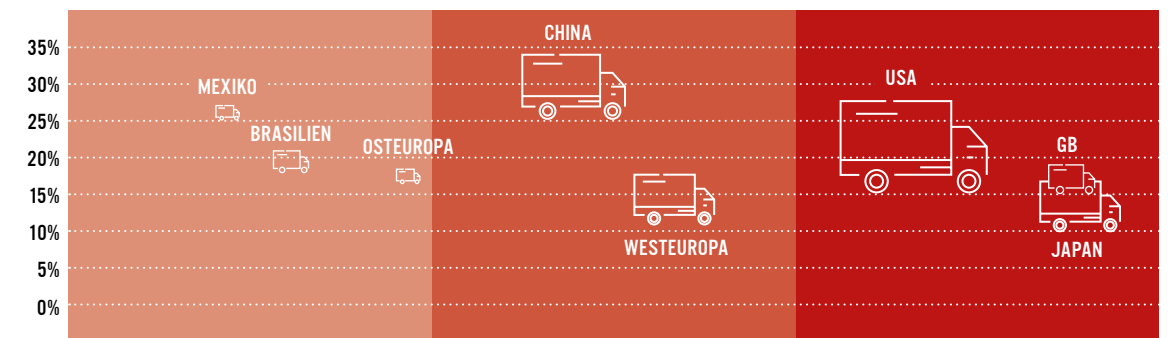 35%
30%
25%
20%
15%
10%
5%
0%
MEXIKO
BRASILIEN
OSTEUROPA
CHINA
WESTEUROPA
USA
GB
JAPAN